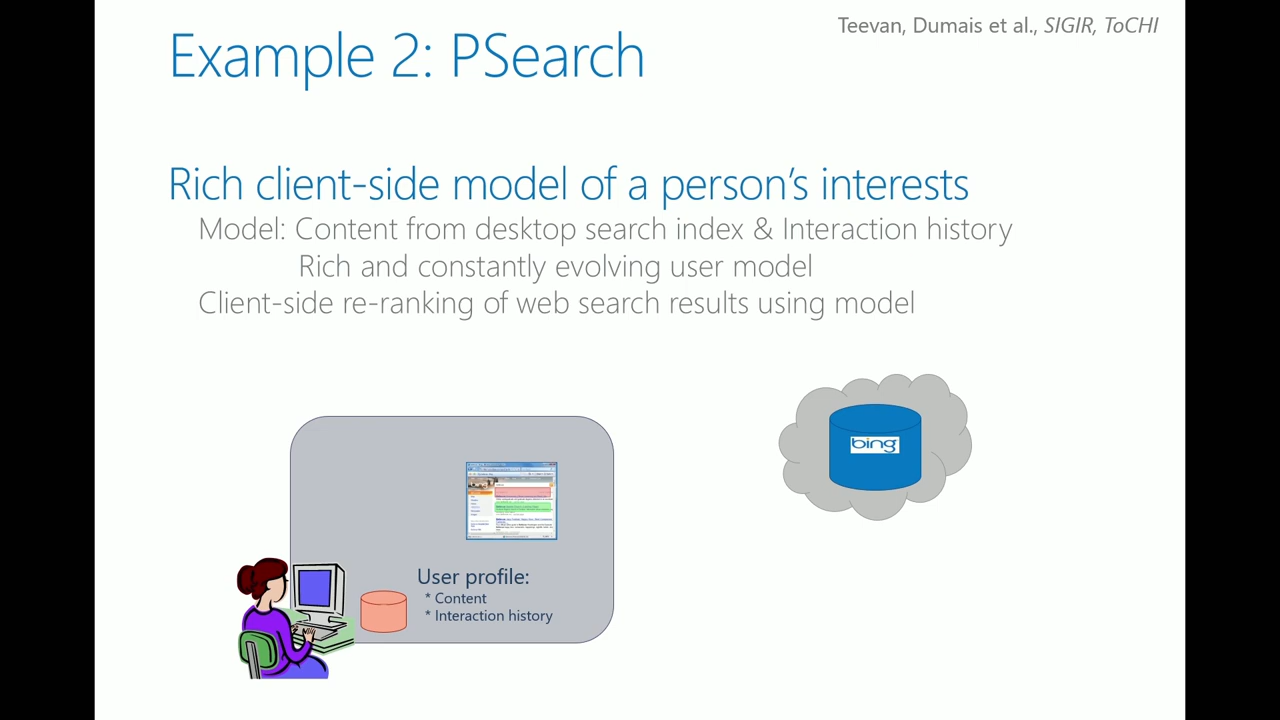 Teevan, Dumais et al., SIGIR, ToCHI
Example 2: PSearch
Rich client-side model of a person's interests
Model: Content from desktop search index & Interaction history
Rich and constantly evolving user model
Client-side re-ranking of web search results using model
bing
User profile:
* Content
* Interaction history